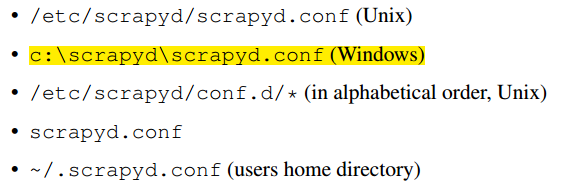 • /etc/scrapyd/scrapyd.conf (Unix)
• c:\scrapyd\scrapyd.conf (Windows)
• /etc/scrapyd/conf.d/* (in alphabetical order, Unix)
• scrapyd.conf
• ~/.scrapyd.conf (users home directory)